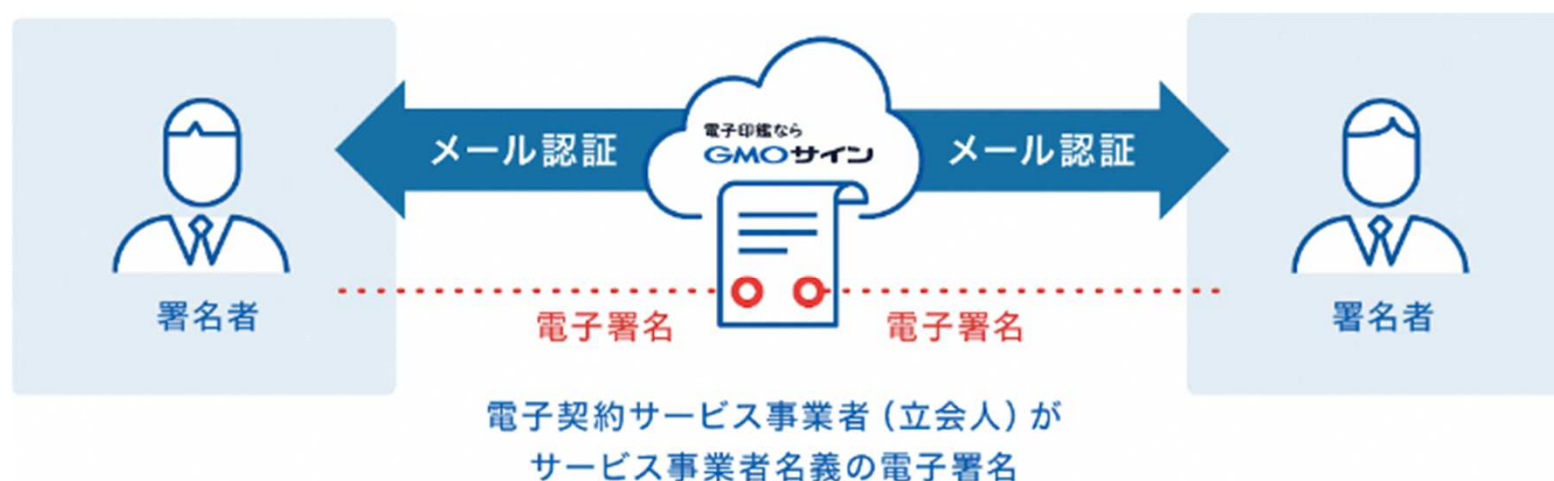 メール認証
電子印鑑なら
GMOサイン
メール認証
署名者
電子署名
電子署名
署名者
電子契約サービス事業者（立会人）が
サービス事業者名義の電子署名